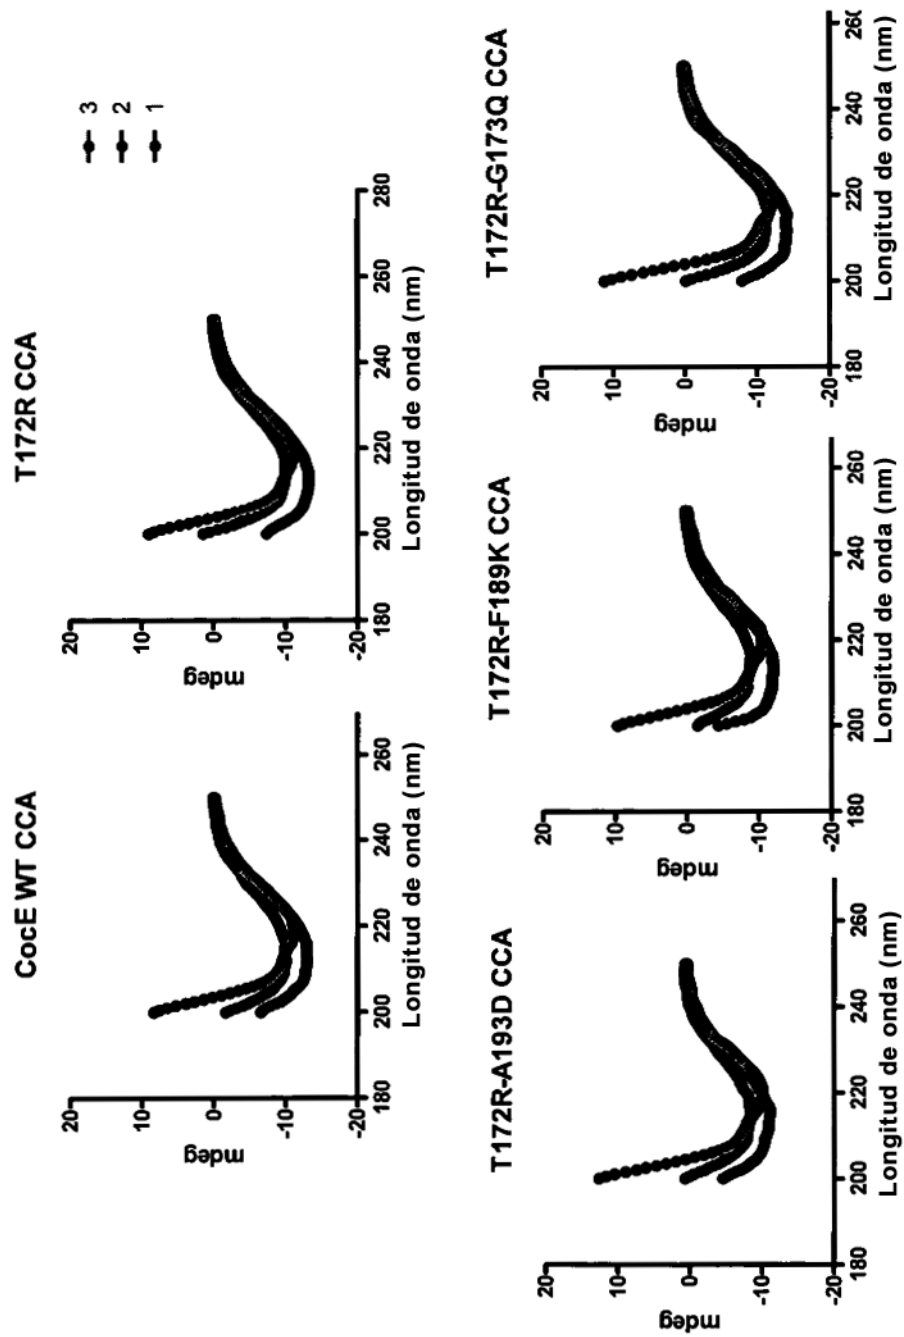 CocE WT CCA
20
10
0
-10
-20
mdeg
180 200 220 240 260
Longitud de onda (nm)
T172R CCA
20
10
0
-10
-20
mdeg
180 200 220 240 260 280
Longitud de onda (nm)
3
2
1
T172R-A193D CCA
20
10
0
-10
-20
mdeg
180 200 220 240 260
Longitud de onda (nm)
T172R-F189K CCA
20
10
0
-10
-20
mdeg
180 200 220 240 260
Longitud de onda (nm)
T172R-G173Q CCA
20
10
0
-10
-20
mdeg
180 200 220 240 260
Longitud de onda (nm)